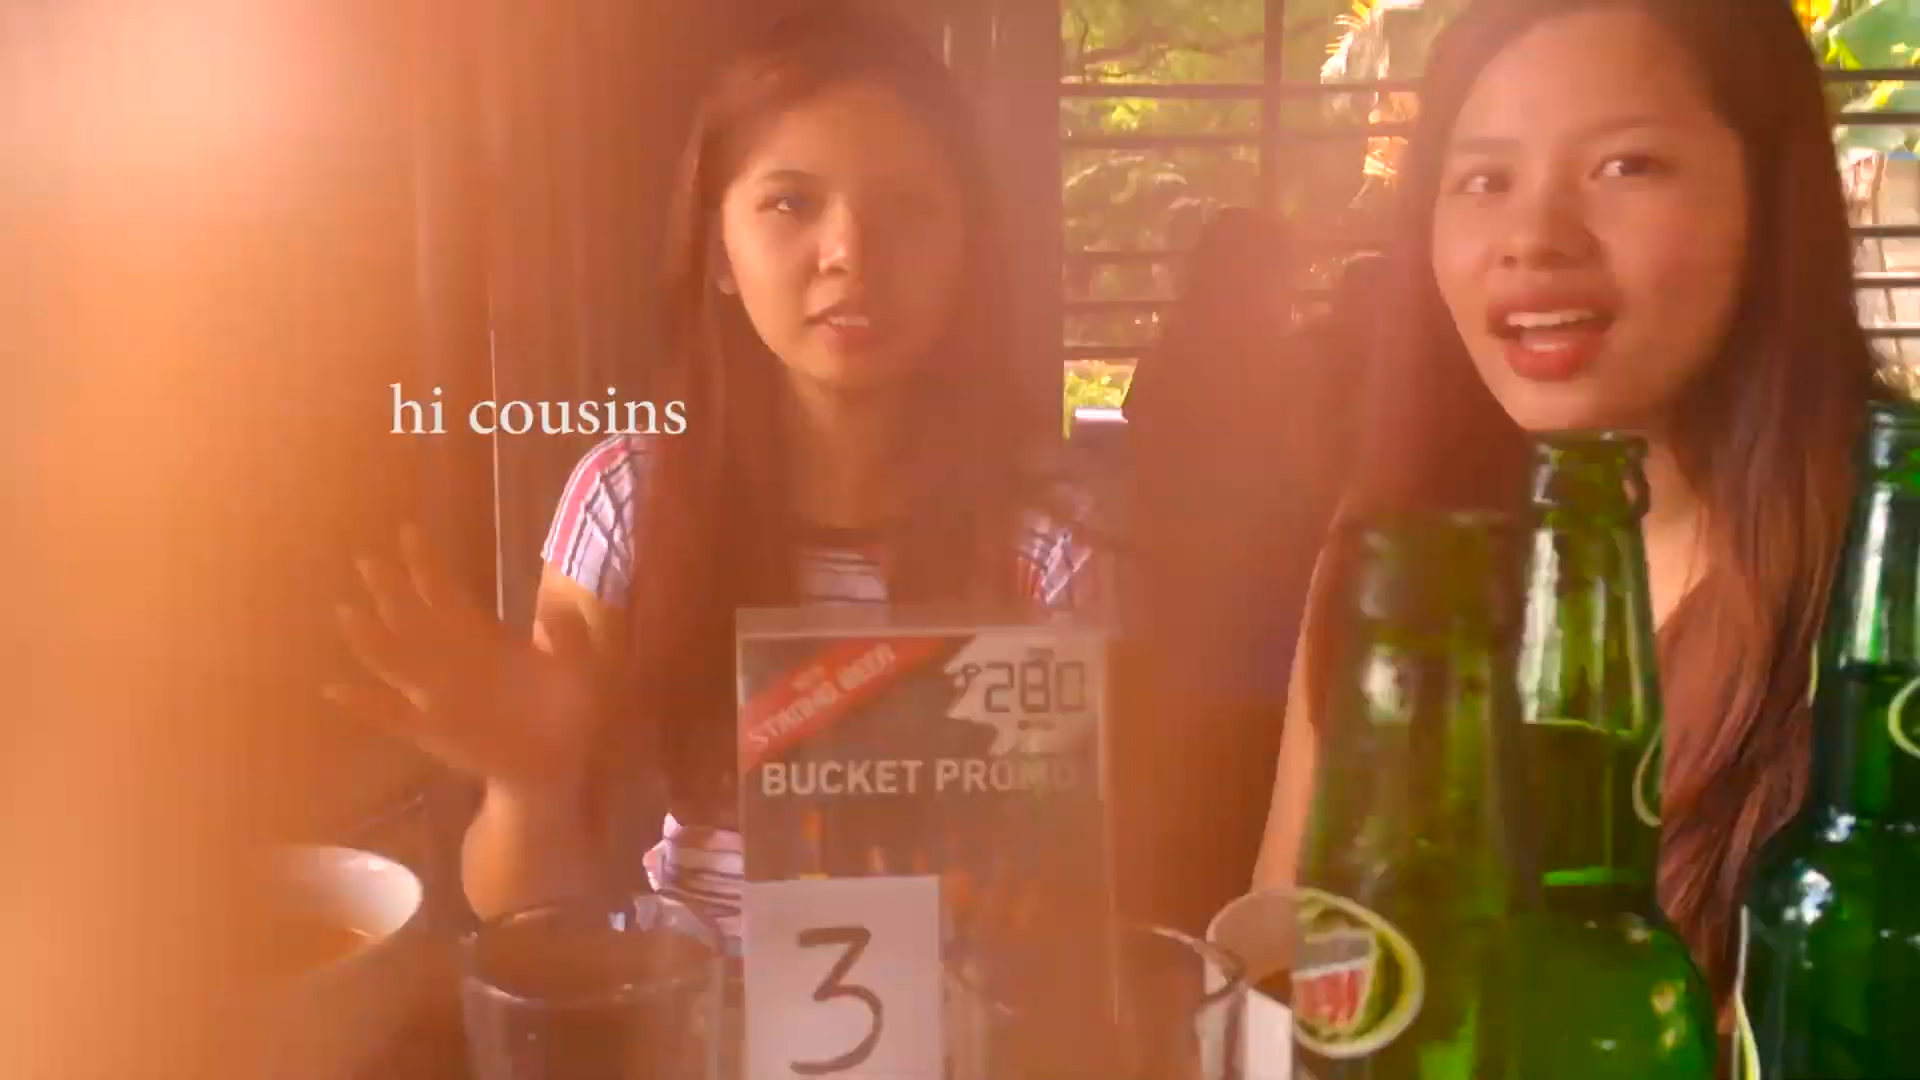 hi cousins
STRONG BEER
₱280
BUCKET PROMO
3